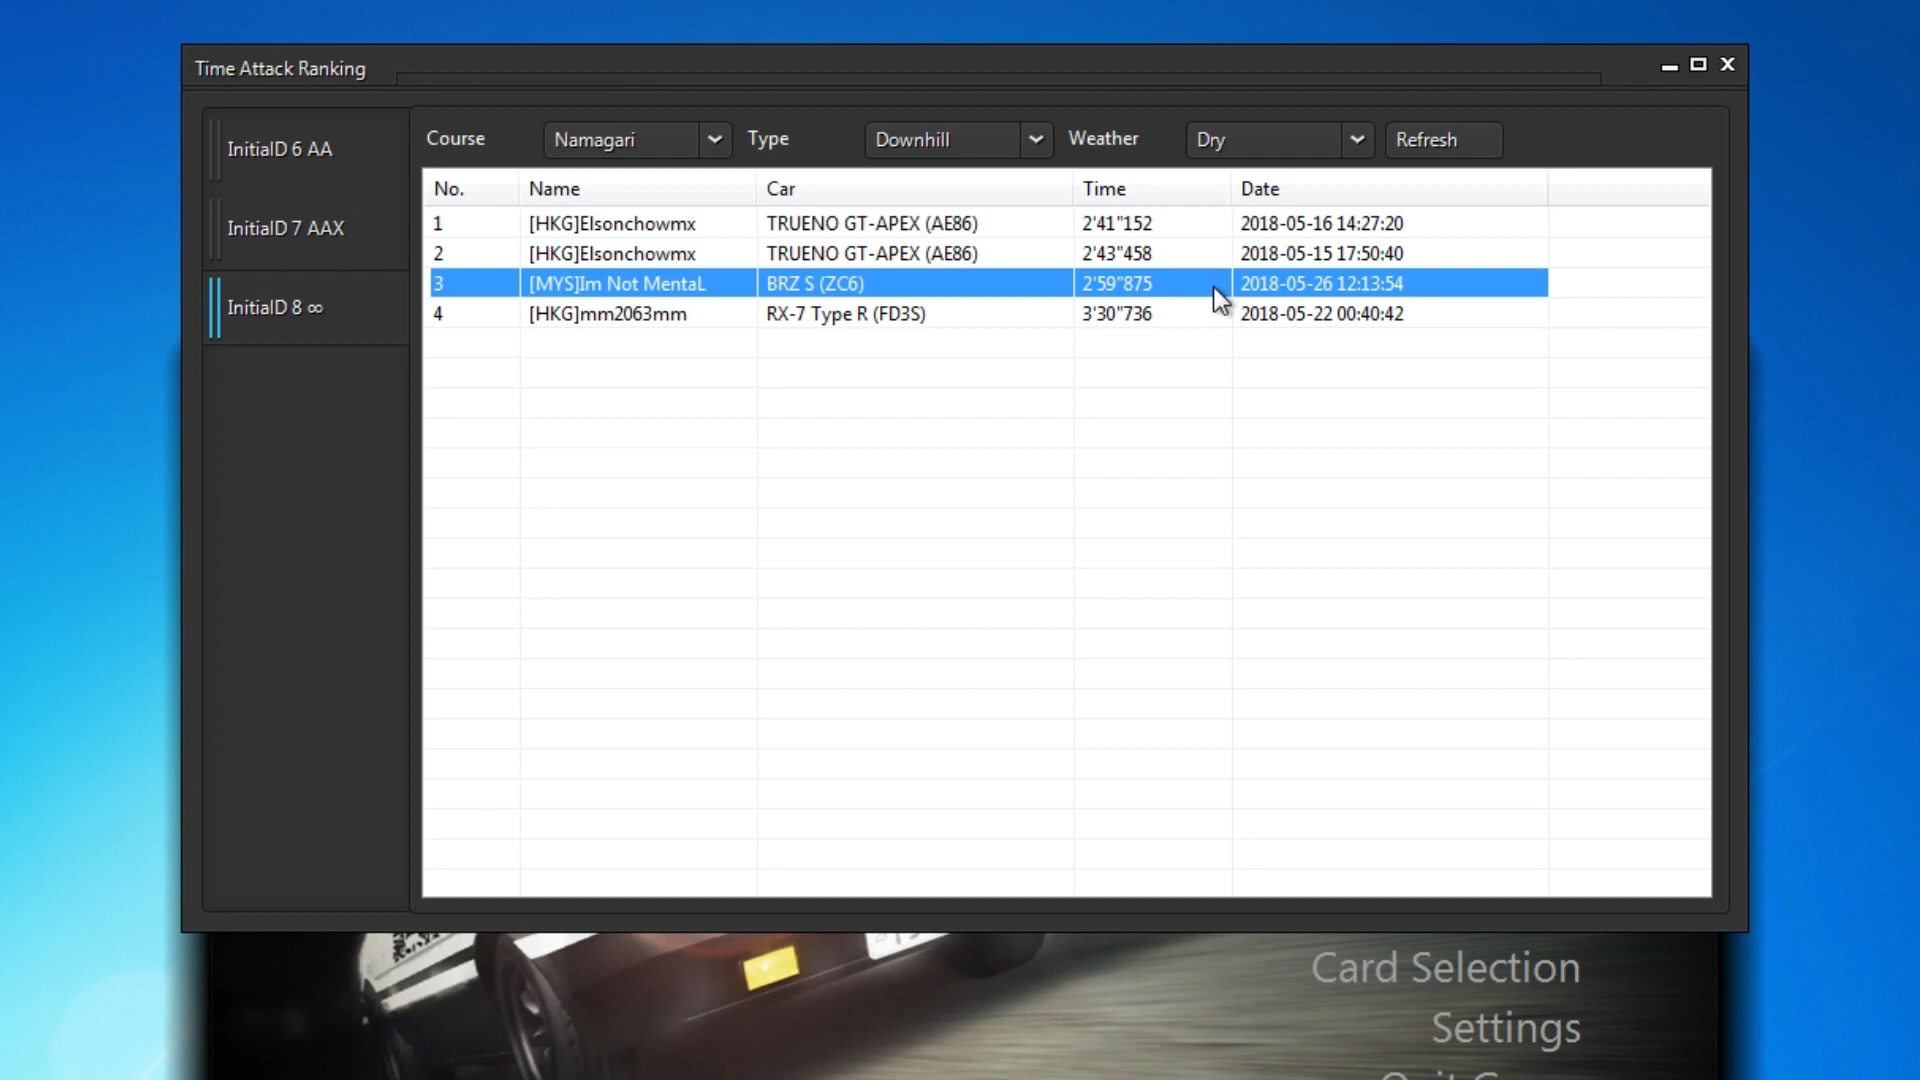 Time Attack Ranking
InitialD 6 AA
InitialD 7 AAX
InitialD 8 ∞
Course Namagari Type Downhill Weather Dry Refresh
No. Name Car Time Date
1 [HKG]Elsonchowmx TRUENO GT-APEX (AE86) 2'41"152 2018-05-16 14:27:20
2 [HKG]Elsonchowmx TRUENO GT-APEX (AE86) 2'43"458 2018-05-15 17:50:40
3 [MYS]Im Not MentaL BRZ S (ZC6) 2'59"875 2018-05-26 12:13:54
4 [HKG]mm2063mm RX-7 Type R (FD3S) 3'30"736 2018-05-22 00:40:42
Card Selection
Settings